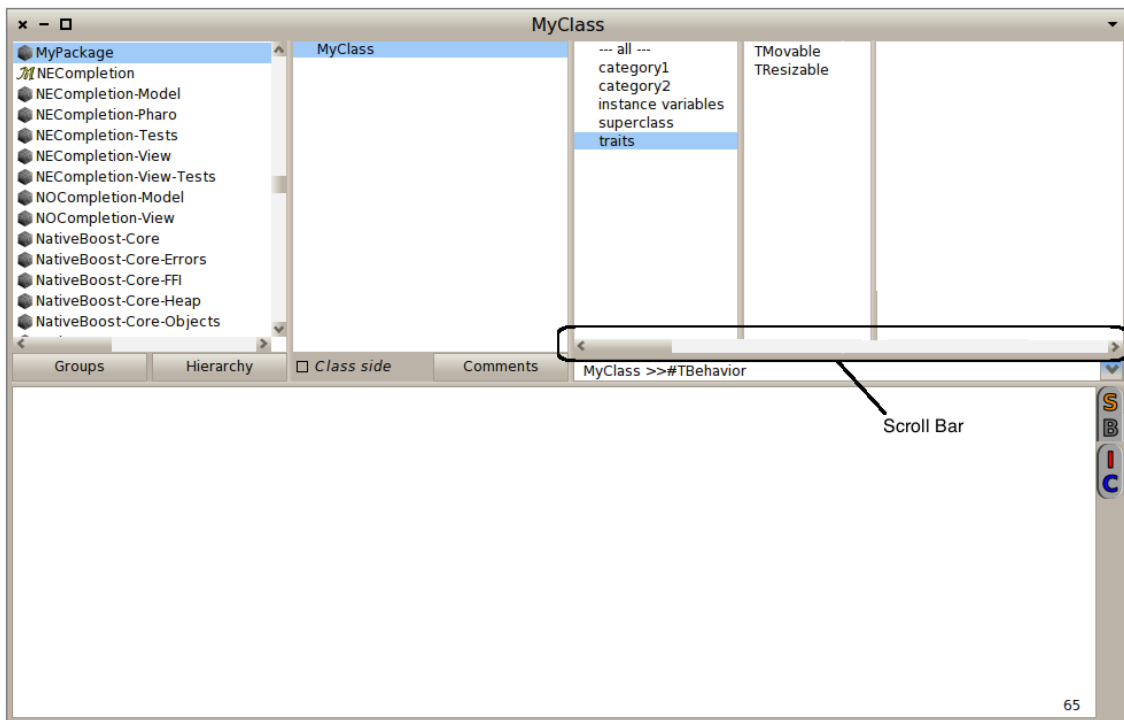 MyClass
MyPackage
NECompletion
NECompletion-Model
NECompletion-Pharo
NECompletion-Tests
NECompletion-View
NECompletion-View-Tests
NOCompletion-Model
NOCompletion-View
NativeBoost-Core
NativeBoost-Core-Errors
NativeBoost-Core-FFI
NativeBoost-Core-Heap
NativeBoost-Core-Objects
MyClass
--- all ---
category1
category2
instance variables
superclass
traits
TMovable
TResizable
Groups
Hierarchy
Class side
Comments
MyClass >>#TBehavior
Scroll Bar
S
B
I
C
65